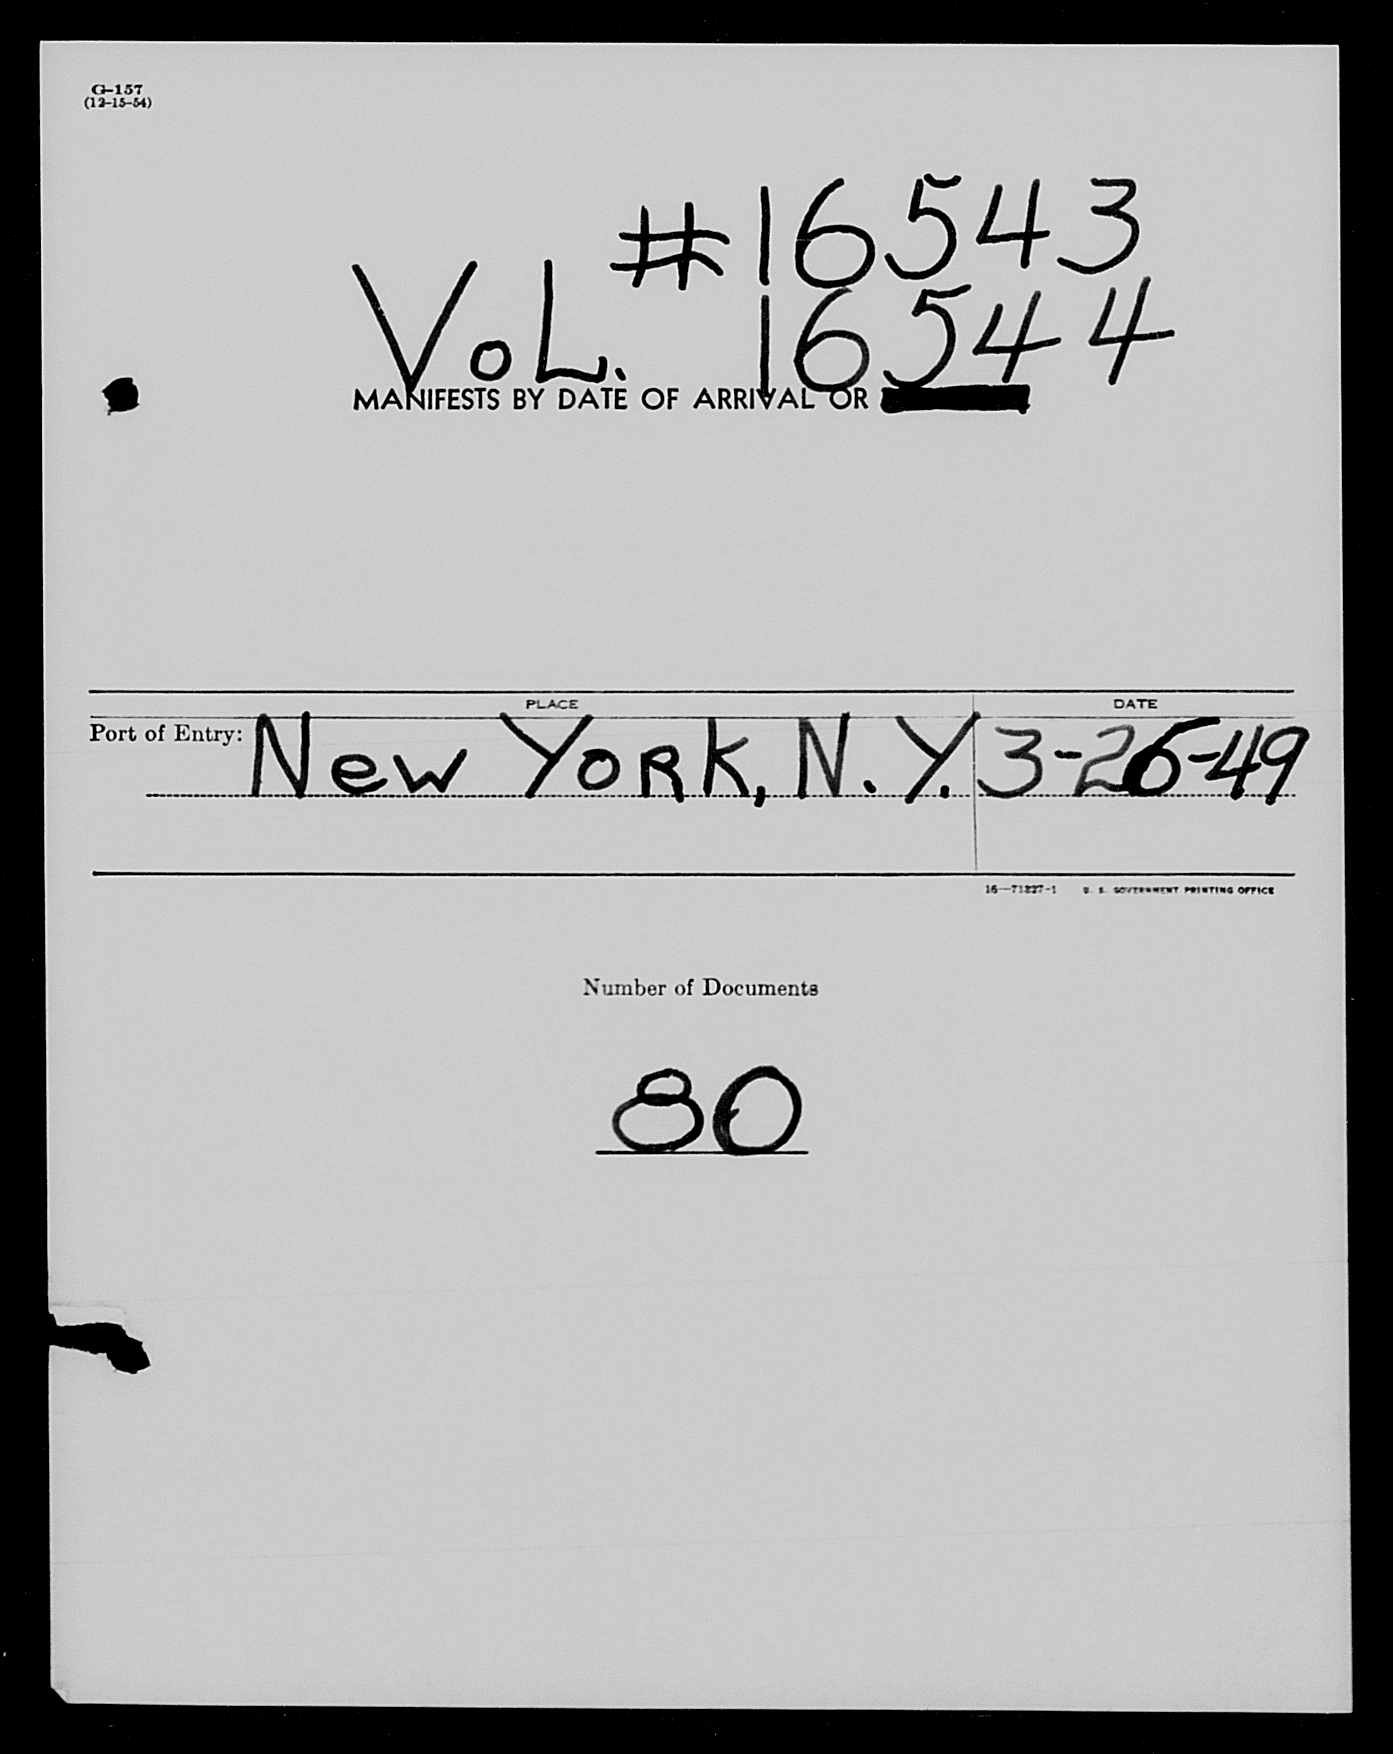 G-157
(12-15-54)
#16543
VoL. 16544
MANIFESTS BY DATE OF ARRIVAL OR
PLACE DATE
Port of Entry: New YoRK, N.Y. 3-26-49
16—71227-1 U. S. GOVERNMENT PRINTING OFFICE
Number of Documents
80